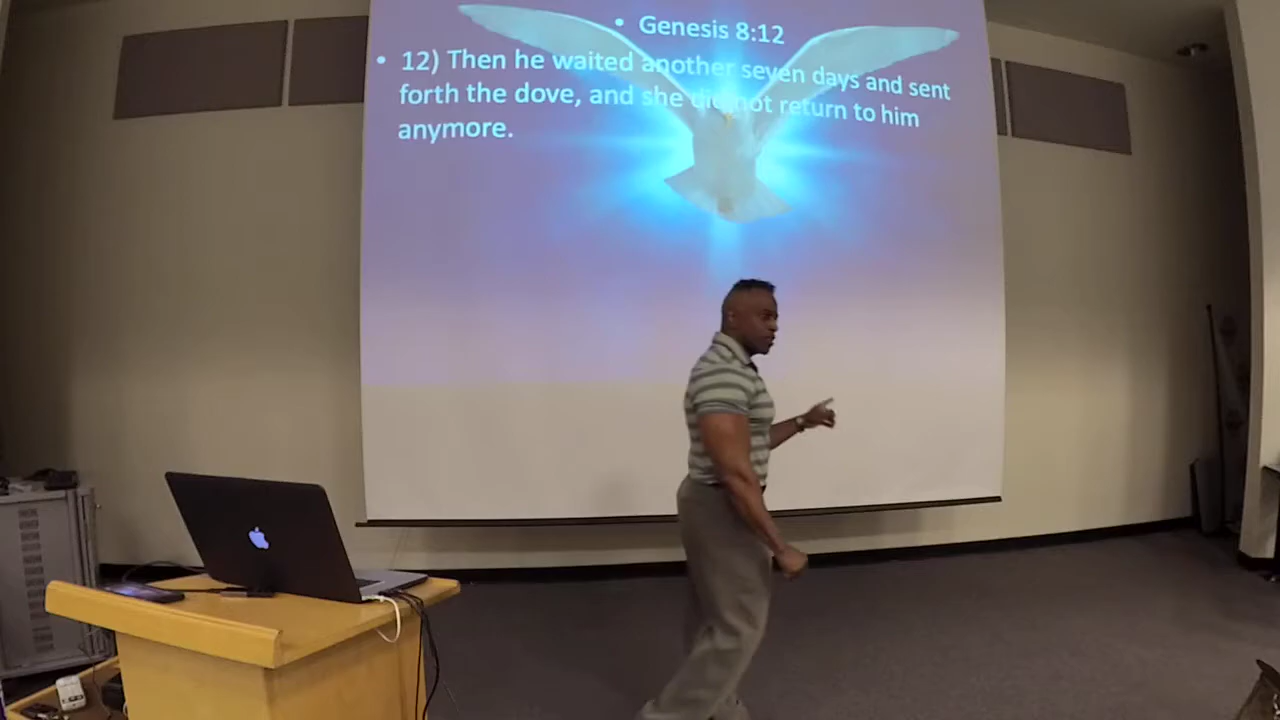 • Genesis 8:12
• 12) Then he waited another seven days and sent
forth the dove, and she did not return to him
anymore.